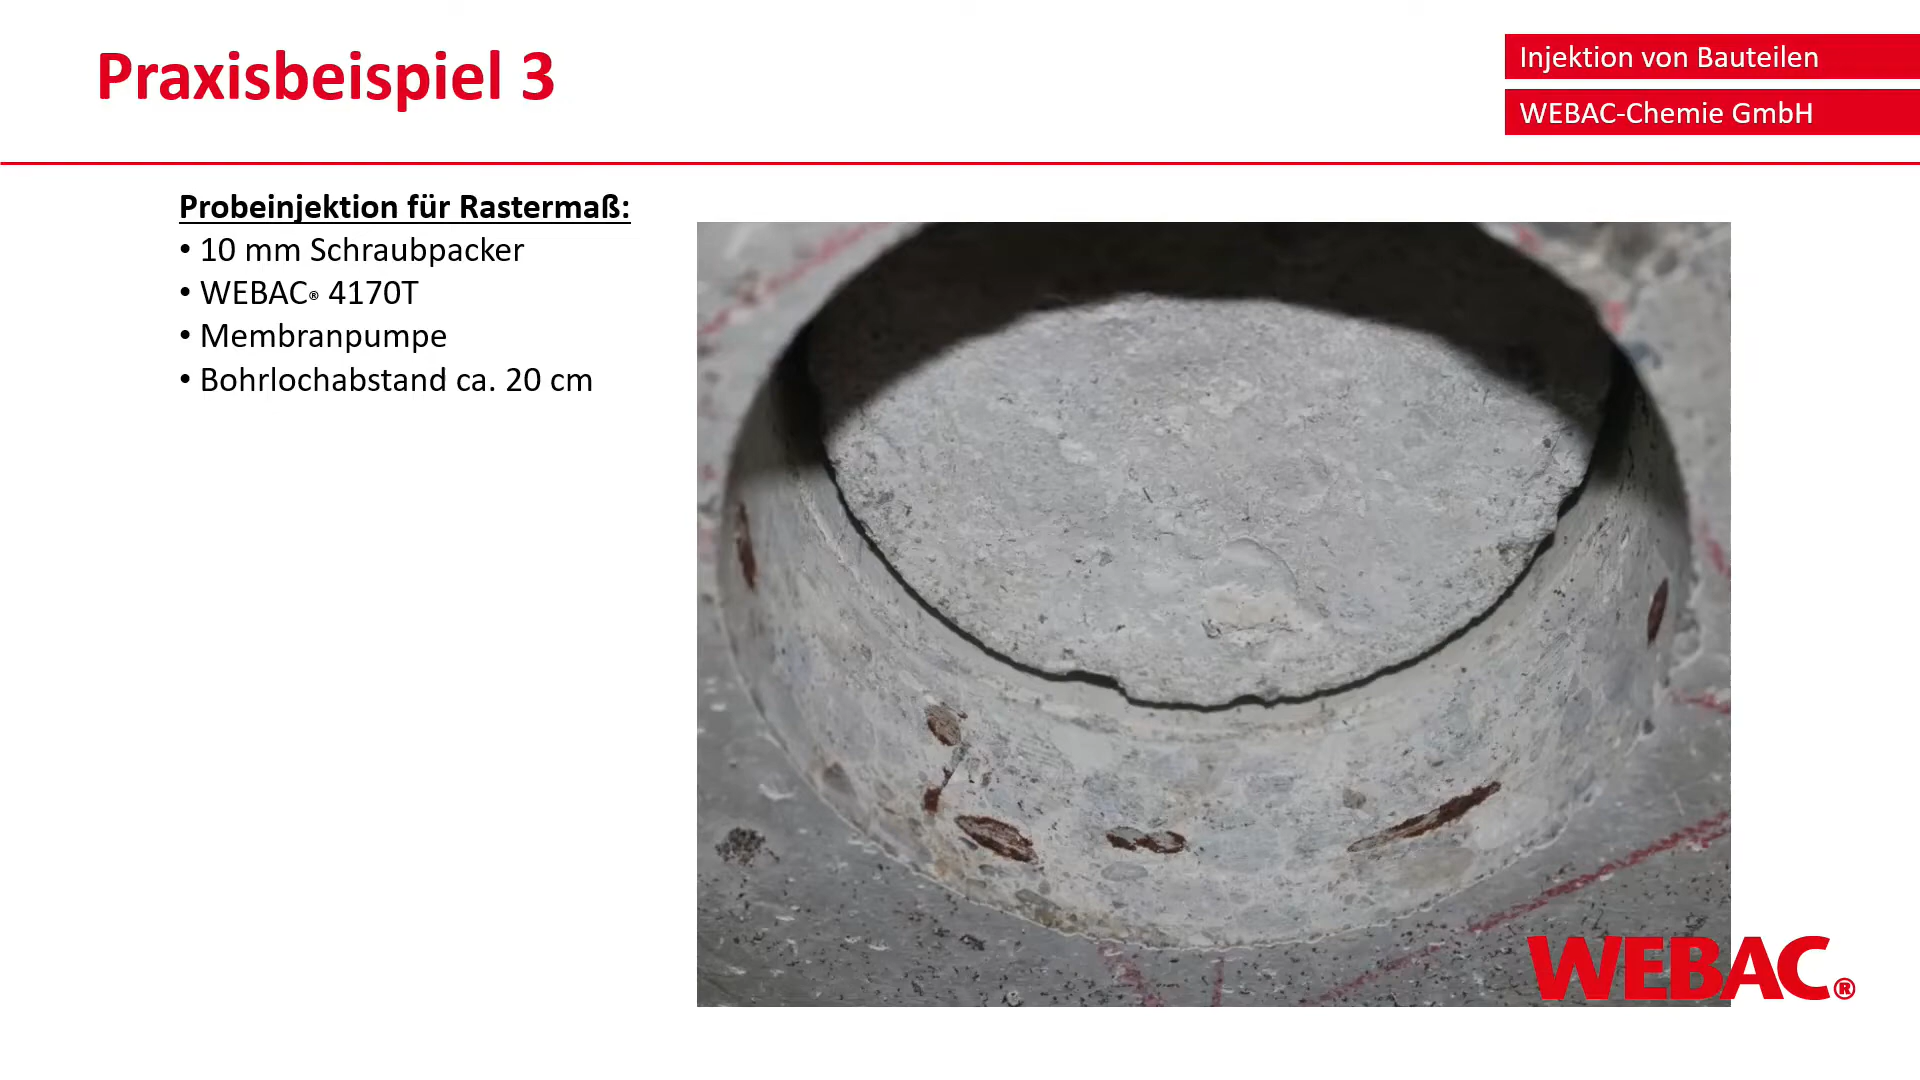 Praxisbeispiel 3
Injektion von Bauteilen
WEBAC-Chemie GmbH
Probeinjektion für Rastermaß:
• 10 mm Schraubpacker
• WEBAC® 4170T
• Membranpumpe
• Bohrlochabstand ca. 20 cm
WEBAC®